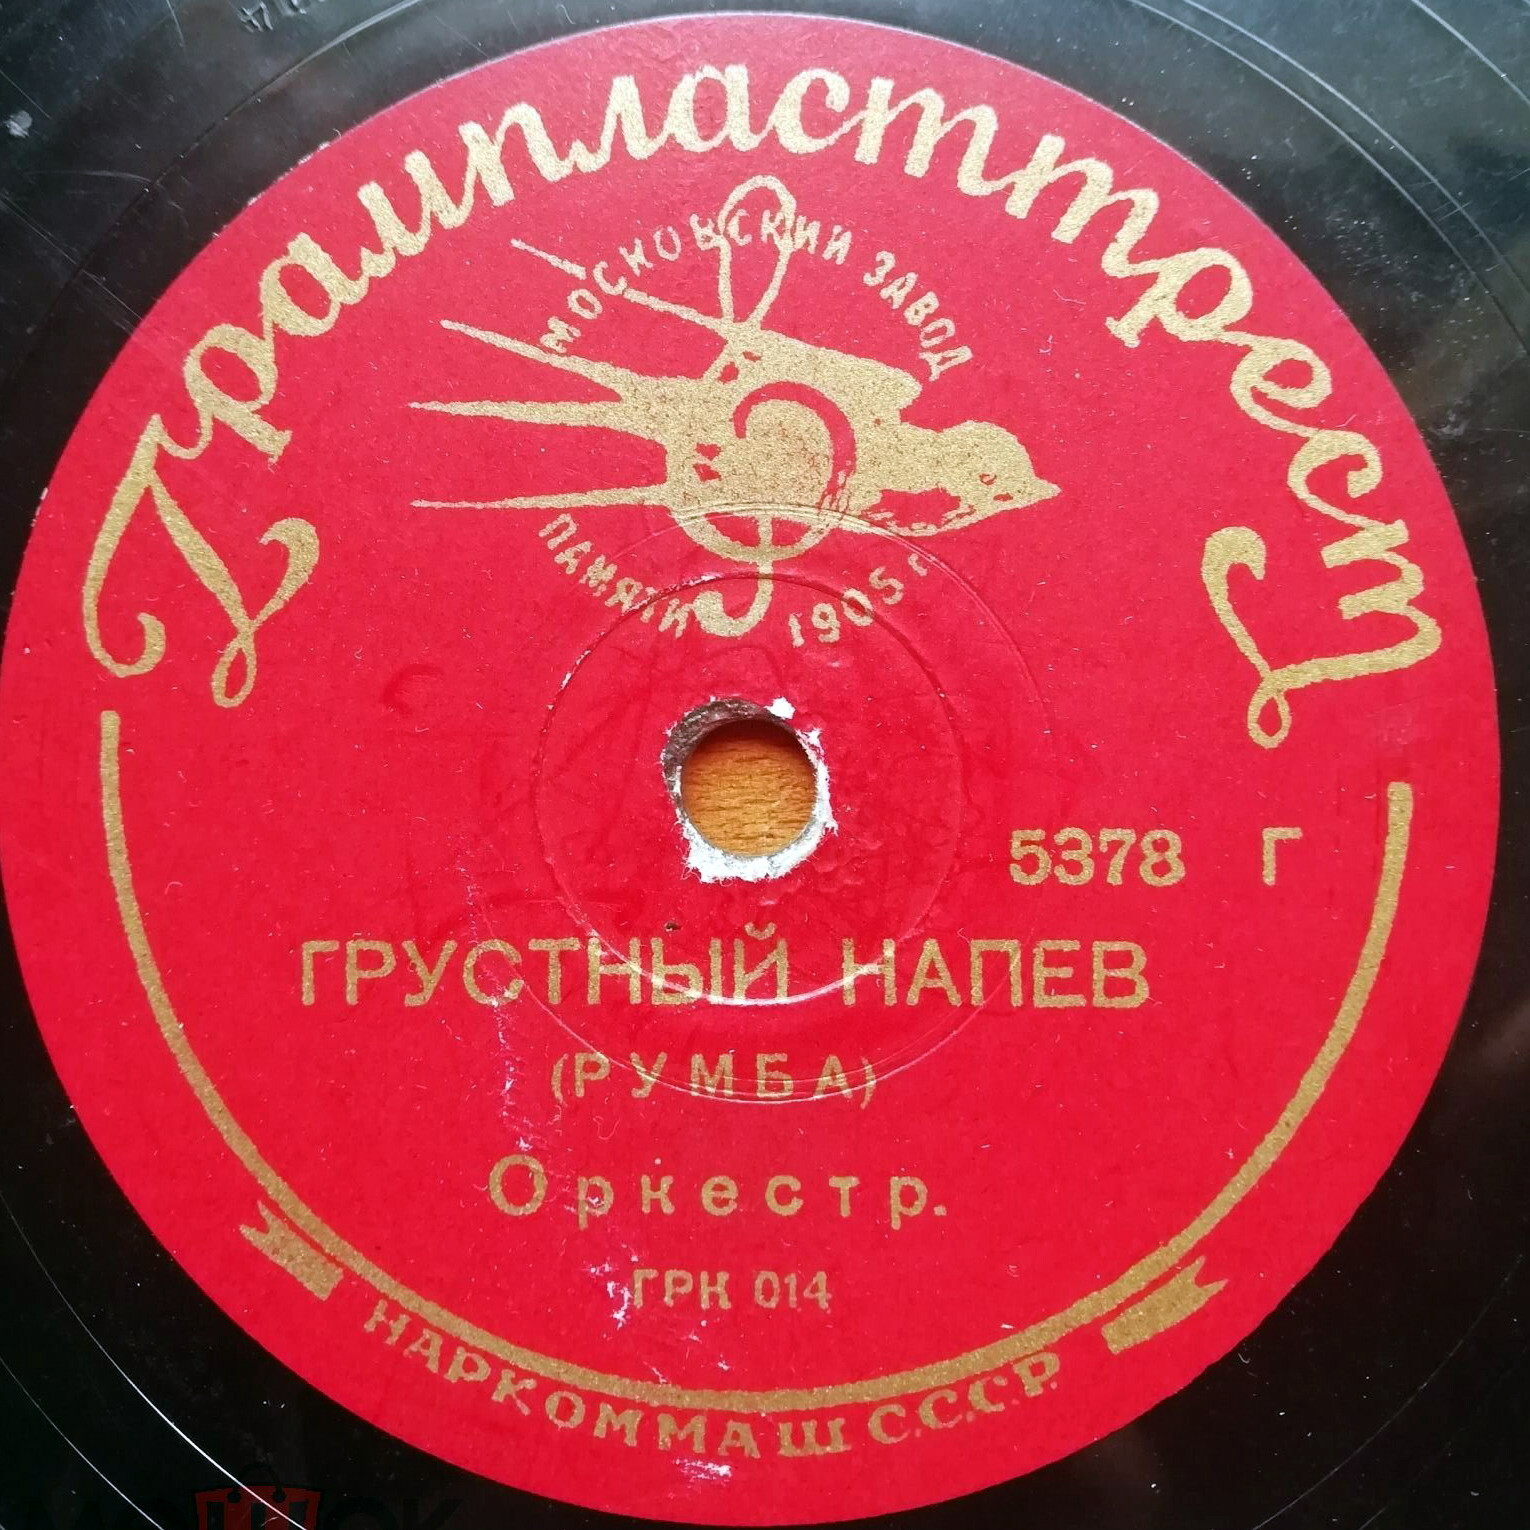 Грампласттрест
МОСКОВСКИЙ ЗАВОД
ПАМЯТИ 1905 г.
5378 Г
ГРУСТНЫЙ НАПЕВ
(РУМБА)
Оркестр.
ГРК 014
НАРКОММАШ С.С.С.Р.